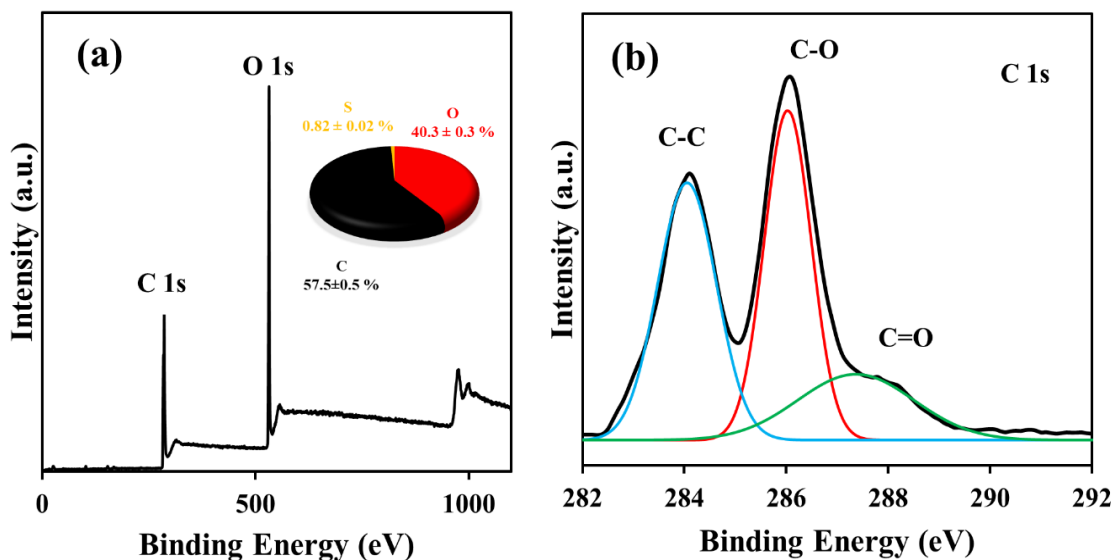 (a)
O 1s
C 1s
S
0.82 ± 0.02 %
O
40.3 ± 0.3 %
C
57.5±0.5 %
Intensity (a.u.)
0 500 1000
Binding Energy (eV)
(b)
C-O
C 1s
C-C
C=O
Intensity (a.u.)
282 284 286 288 290 292
Binding Energy (eV)